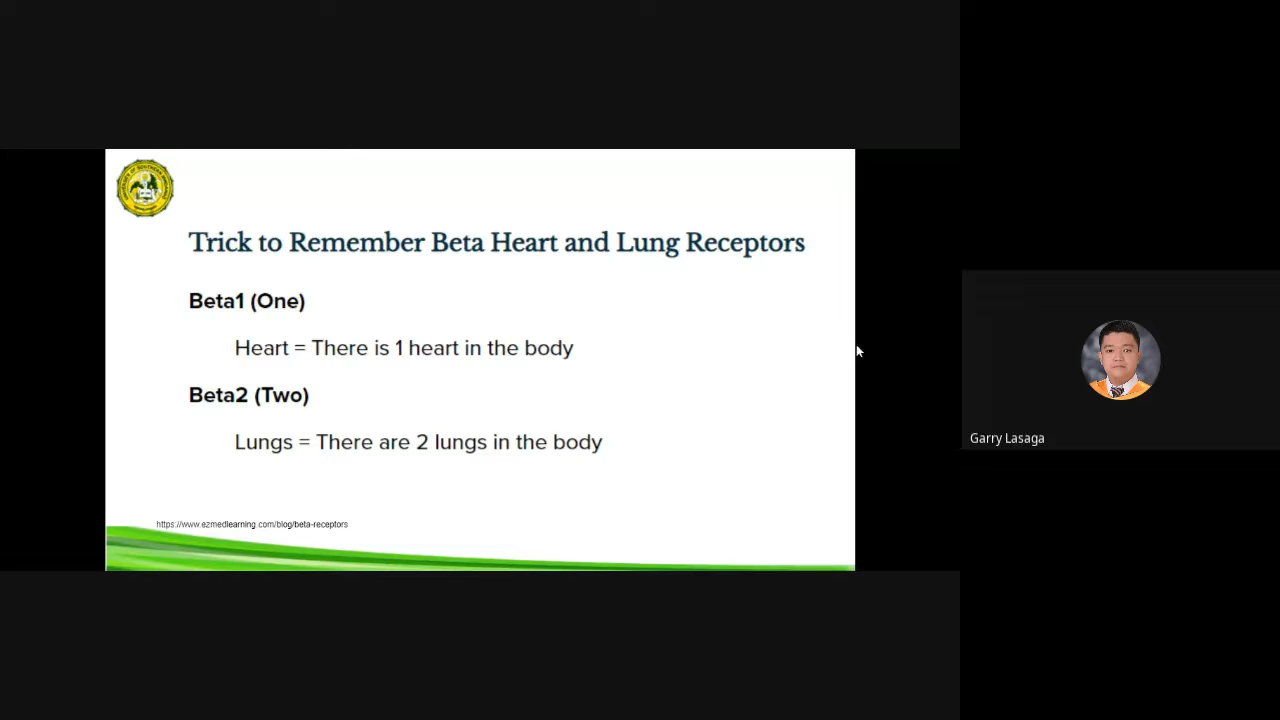 Trick to Remember Beta Heart and Lung Receptors
Beta1 (One)
Heart = There is 1 heart in the body
Beta2 (Two)
Lungs = There are 2 lungs in the body
https://www.ezmedlearning.com/blog/beta-receptors
Garry Lasaga